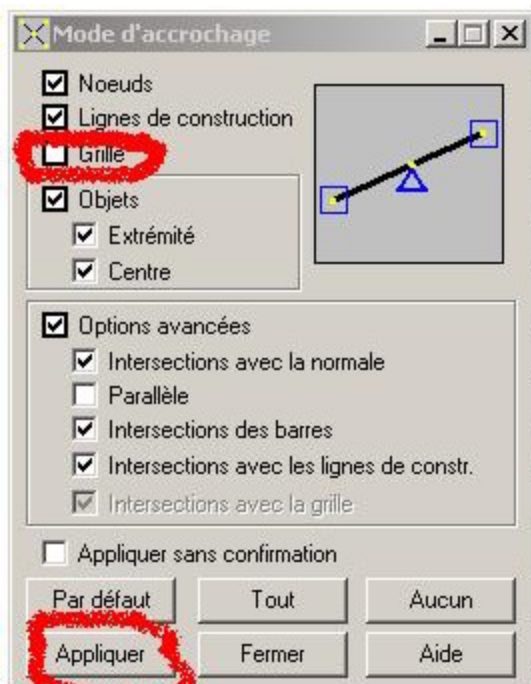 Mode d'accrochage
Noeuds
Lignes de construction
Grille
Objets
Extrémité
Centre
Options avancées
Intersections avec la normale
Parallèle
Intersections des barres
Intersections avec les lignes de constr.
Intersections avec la grille
Appliquer sans confirmation
Par défaut Tout Aucun
Appliquer Fermer Aide